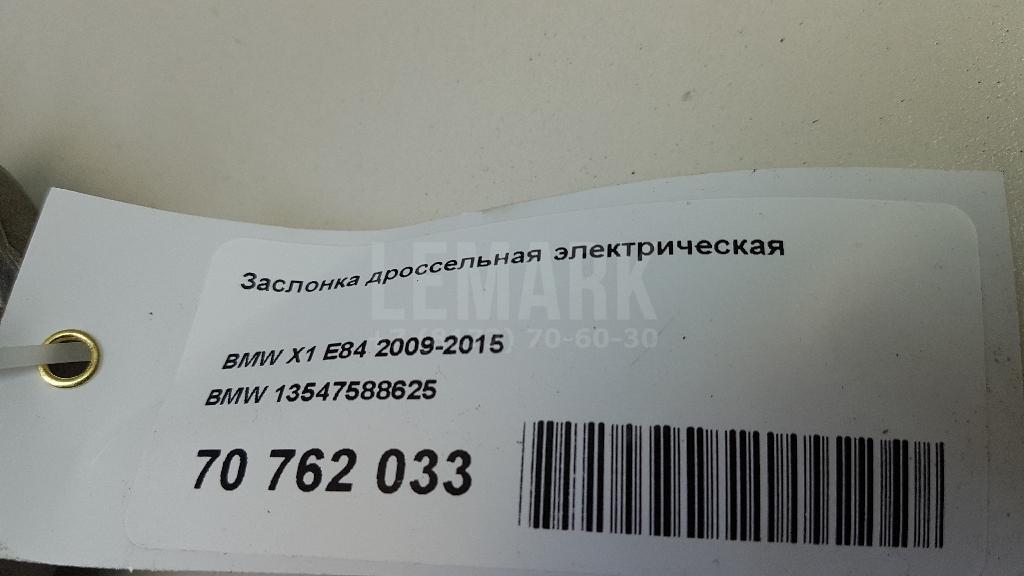 Заслонка дроссельная электрическая
LEMARK
70-60-30
BMW X1 E84 2009-2015
BMW 13547588625
70 762 033